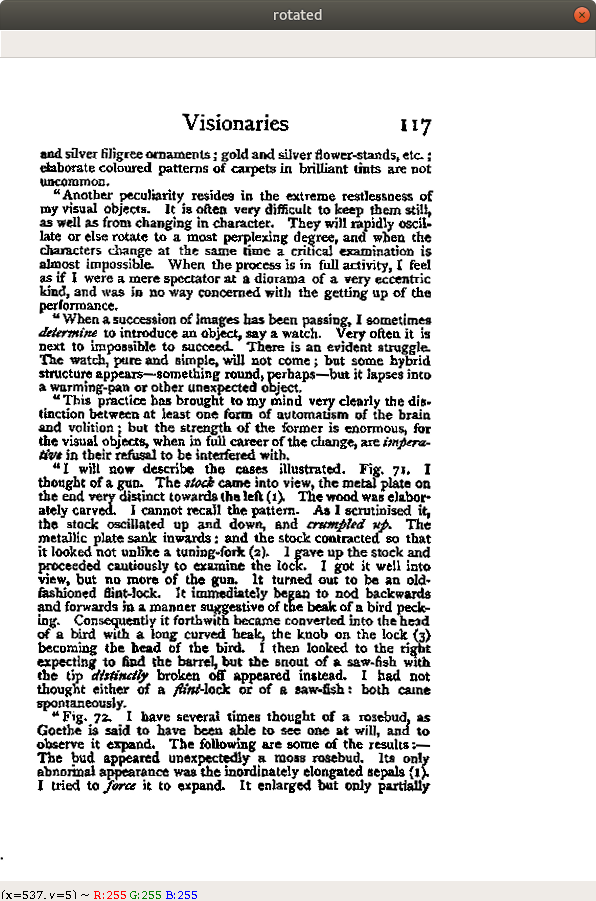 rotated
Visionaries 117
and silver filigree ornaments; gold and silver flower-stands, etc.;
elaborate coloured patterns of carpets in brilliant tints are not
uncommon.
"Another peculiarity resides in the extreme restlessness of
my visual objects. It is often very difficult to keep them still,
as well as from changing in character. They will rapidly oscil-
late or else rotate to a most perplexing degree, and when the
characters change at the same time a critical examination is
almost impossible. When the process is in full activity, I feel
as if I were a mere spectator at a diorama of a very eccentric
kind, and was in no way concerned with the getting up of the
performance.
"When a succession of images has been passing, I sometimes
determine to introduce an object, say a watch. Very often it is
next to impossible to succeed. There is an evident struggle.
The watch, pure and simple, will not come; but some hybrid
structure appears—something round, perhaps—but it lapses into
a warming-pan or other unexpected object.
"This practice has brought to my mind very clearly the dis-
tinction between at least one form of automatism of the brain
and volition; but the strength of the former is enormous, for
the visual objects, when in full career of the change, are impera-
tive in their refusal to be interfered with.
"I will now describe the cases illustrated. Fig. 71. I
thought of a gun. The stock came into view, the metal plate on
the end very distinct towards the left (1). The wood was elabor-
ately carved. I cannot recall the pattern. As I scrutinised it,
the stock oscillated up and down, and crumpled up. The
metallic plate sank inwards: and the stock contracted so that
it looked not unlike a tuning-fork (2). I gave up the stock and
proceeded cautiously to examine the lock. I got it well into
view, but no more of the gun. It turned out to be an old-
fashioned flint-lock. It immediately began to nod backwards
and forwards in a manner suggestive of the beak of a bird peck-
ing. Consequently it forthwith became converted into the head
of a bird with a long curved beak, the knob on the lock (3)
becoming the head of the bird. I then looked to the right
expecting to find the barrel, but the snout of a saw-fish with
the tip distinctly broken off appeared instead. I had not
thought either of a flint-lock or of a saw-fish: both came
spontaneously.
"Fig. 72. I have several times thought of a rosebud, as
Goethe is said to have been able to see one at will, and to
observe it expand. The following are some of the results:—
The bud appeared unexpectedly a moss rosebud. Its only
abnormal appearance was the inordinately elongated sepals (1).
I tried to force it to expand. It enlarged but only partially
(x=537, y=5) ~ R:255 G:255 B:255